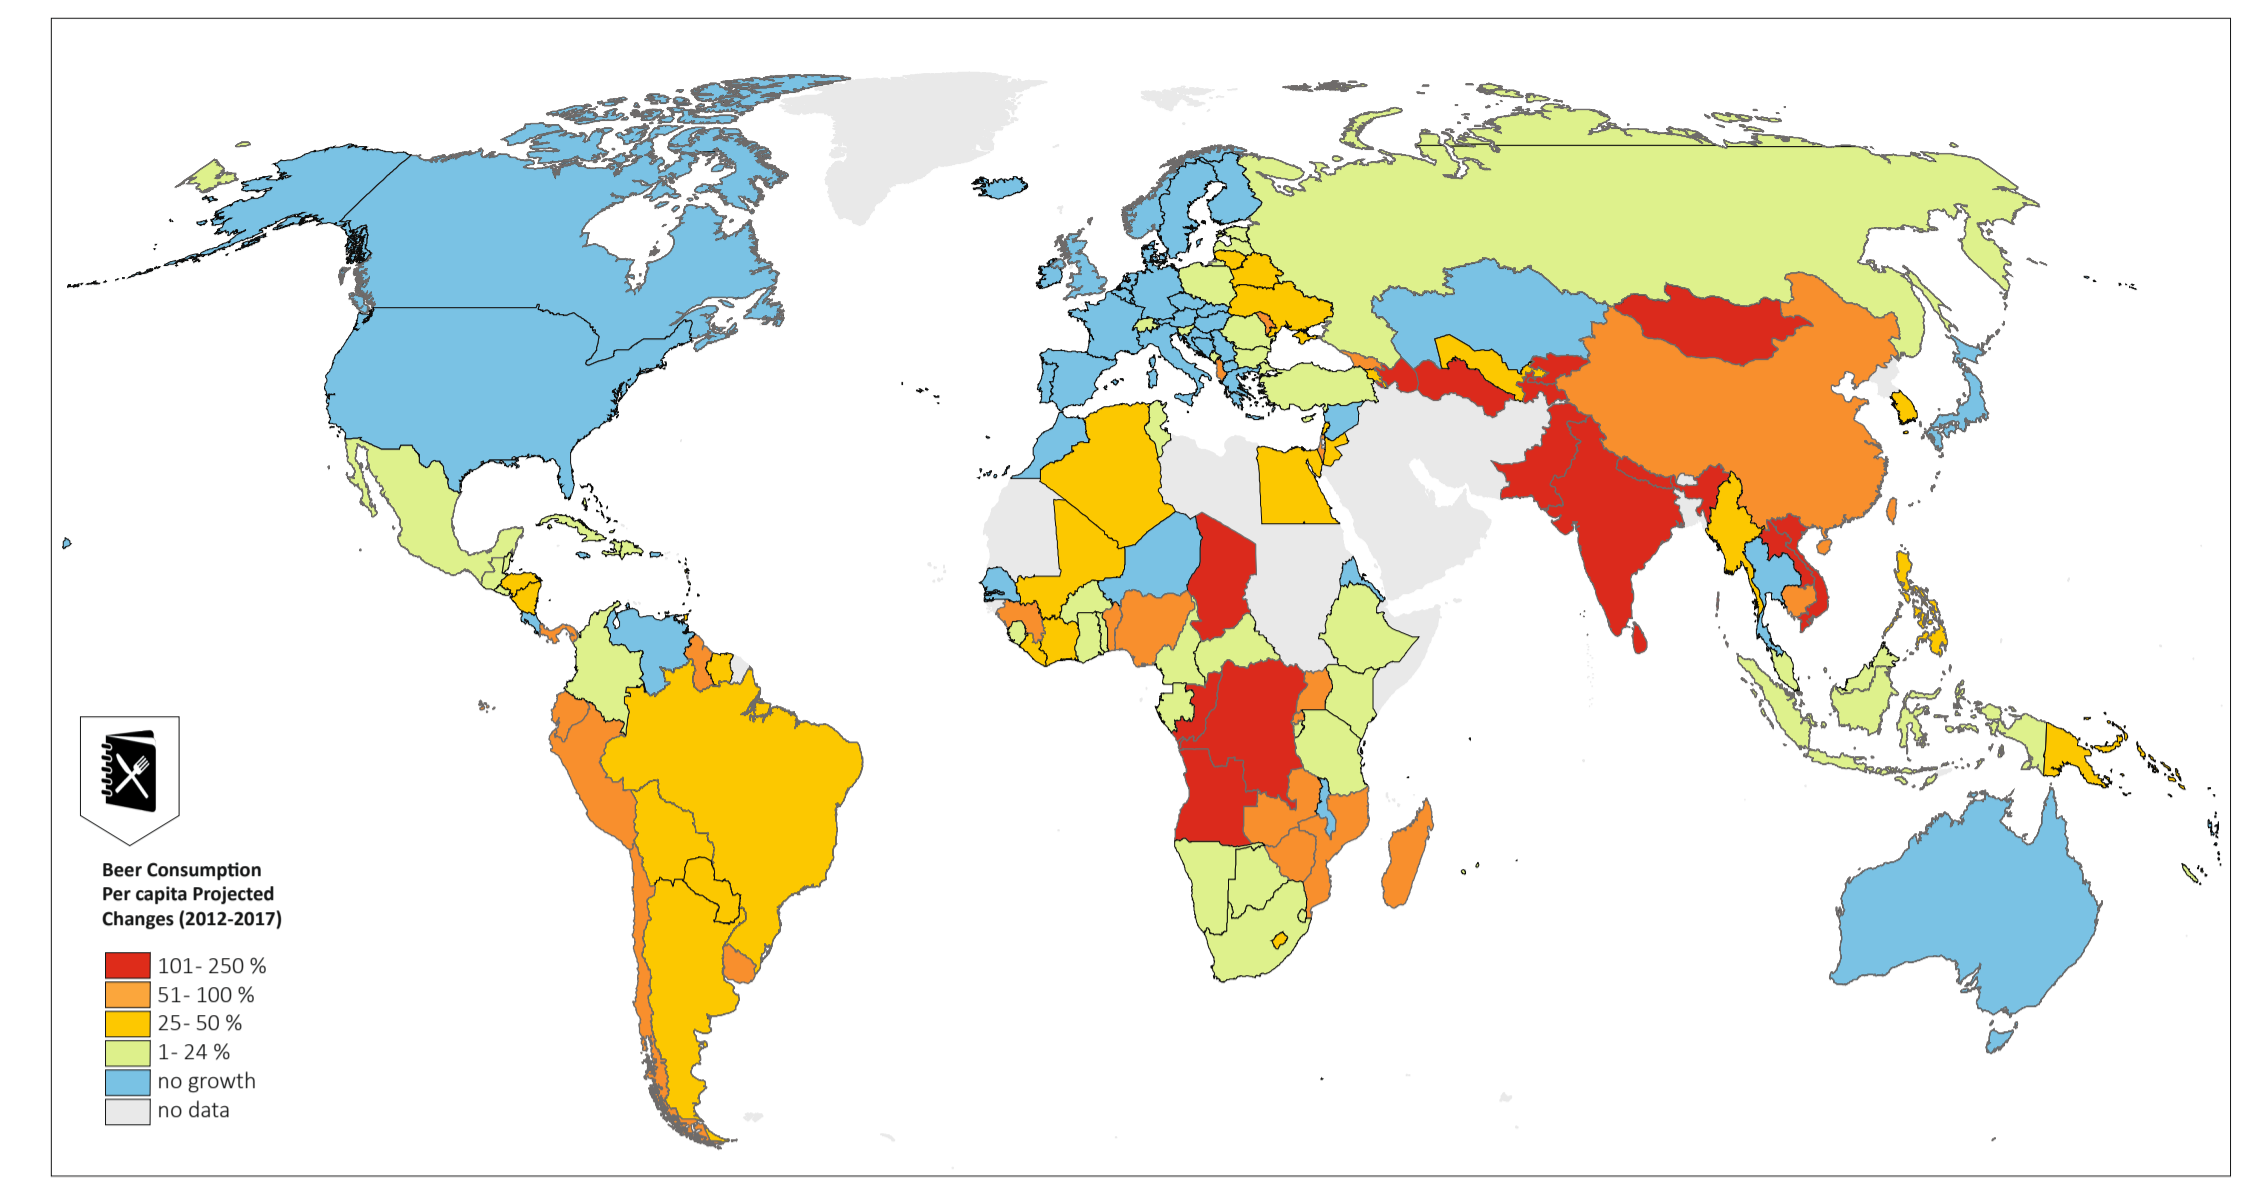 Beer Consumption
Per capita Projected
Changes (2012-2017)
101- 250 %
51- 100 %
25- 50 %
1- 24 %
no growth
no data